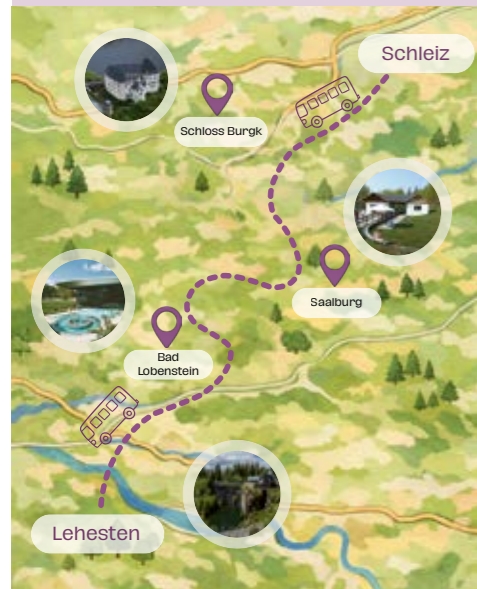 Schleiz
Schloss Burgk
Saalburg
Bad
Lobenstein
Lehesten